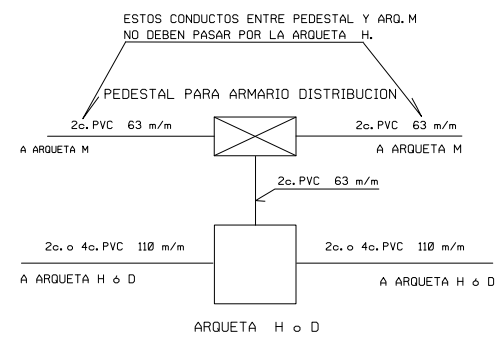 ESTOS CONDUCTOS ENTRE PEDESTAL Y ARQ.M
NO DEBEN PASAR POR LA ARQUETA H.
PEDESTAL PARA ARMARIO DISTRIBUCION
2c. PVC 63 m/m
2c. PVC 63 m/m
A ARQUETA M
A ARQUETA M
2c. PVC 63 m/m
2c. o 4c. PVC 110 m/m
2c. o 4c. PVC 110 m/m
A ARQUETA H ó D
A ARQUETA H ó D
ARQUETA H o D